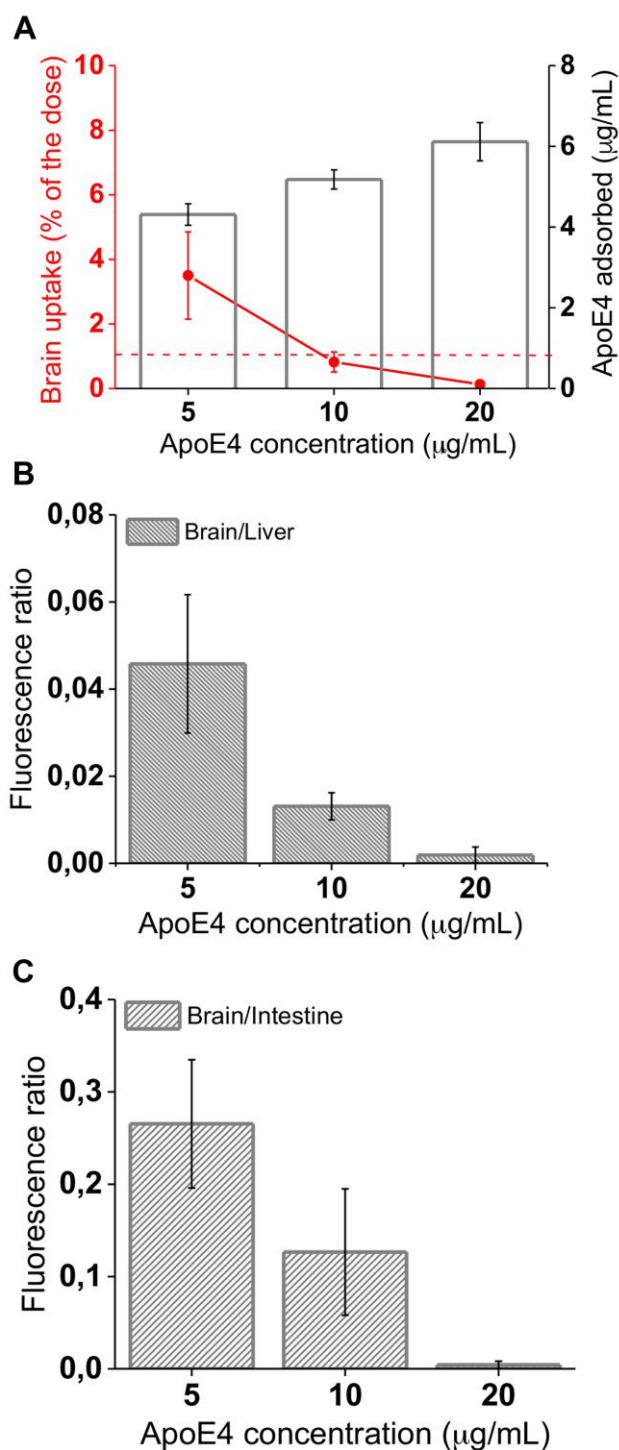 A
Brain uptake (% of the dose)
10
8
6
4
2
0
8
6
4
2
0
ApoE4 adsorbed (μg/mL)
5 10 20
ApoE4 concentration (μg/mL)
B
Fluorescence ratio
0,08
0,06
0,04
0,02
0,00
Brain/Liver
5 10 20
ApoE4 concentration (μg/mL)
C
Fluorescence ratio
0,4
0,3
0,2
0,1
0,0
Brain/Intestine
5 10 20
ApoE4 concentration (μg/mL)